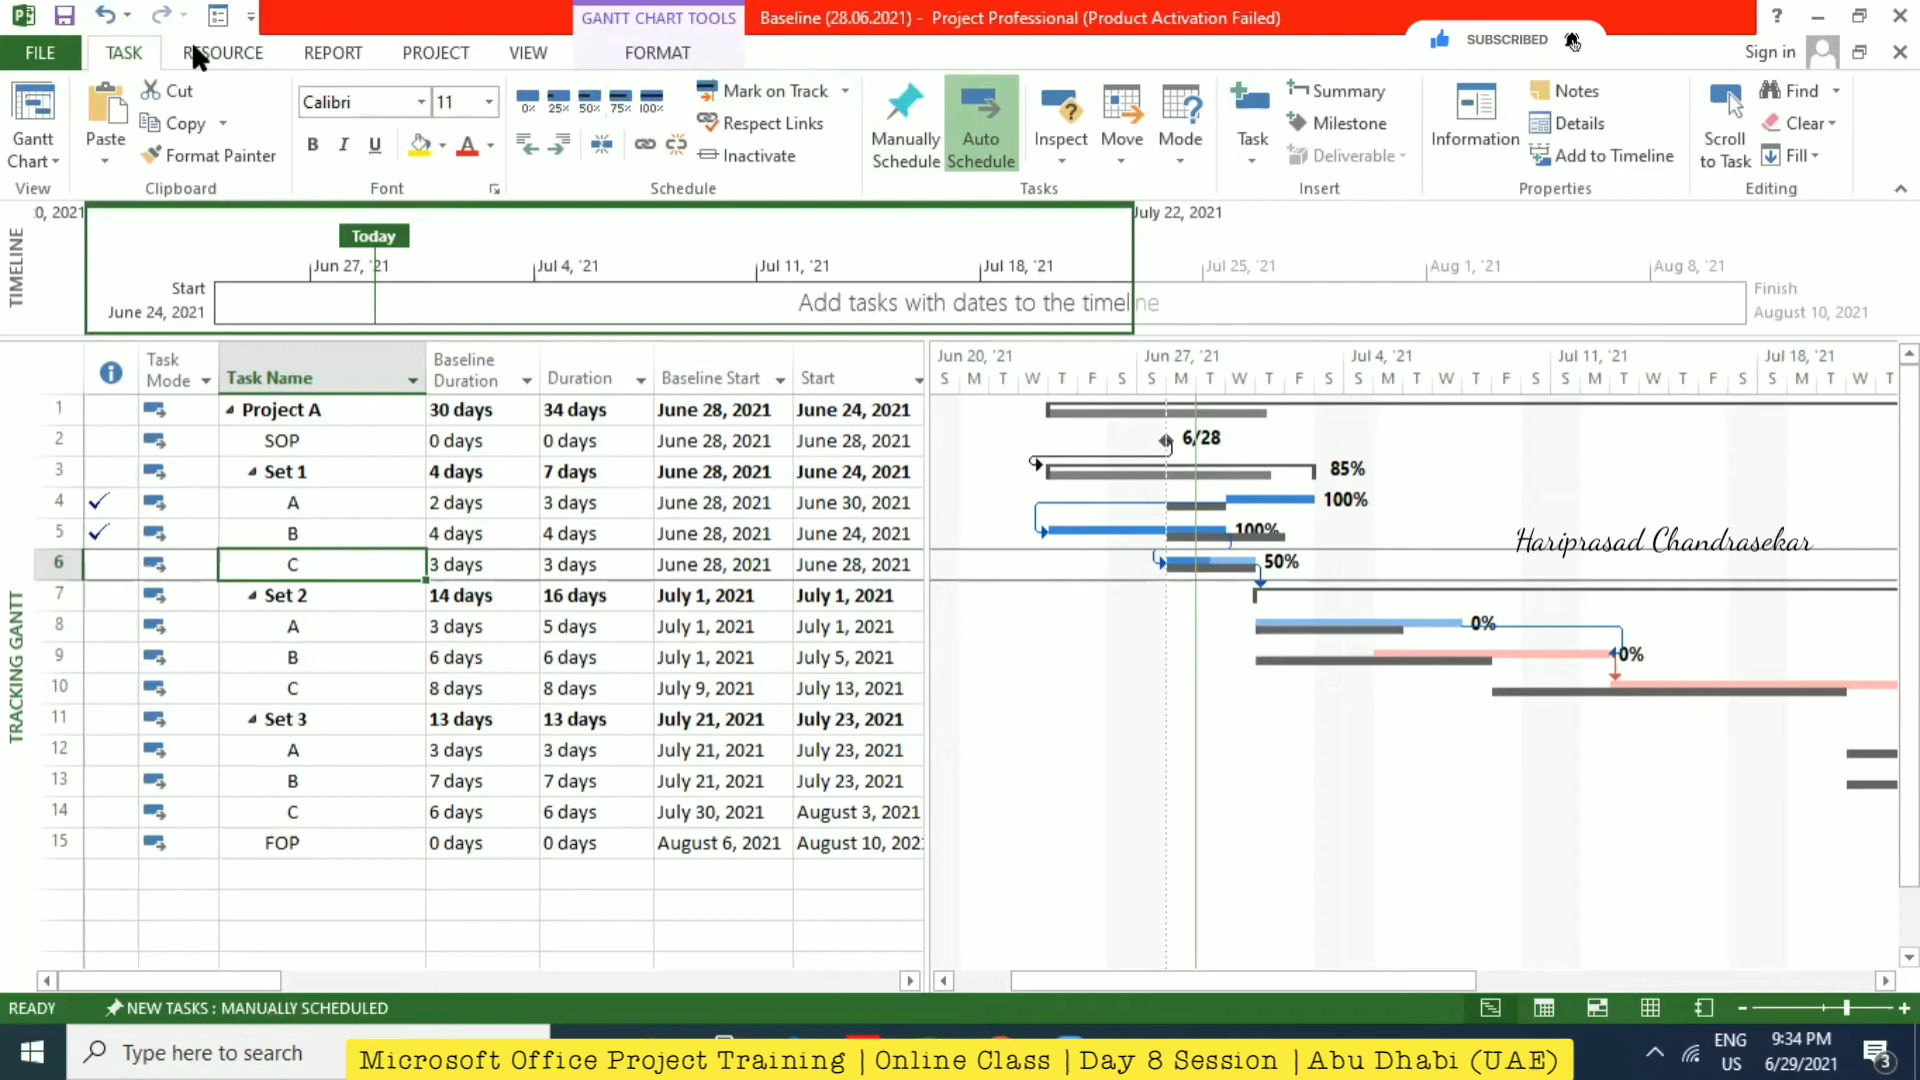 GANTT CHART TOOLS
Baseline (28.06.2021) - Project Professional (Product Activation Failed)
SUBSCRIBED
FILE TASK RESOURCE REPORT PROJECT VIEW FORMAT
Sign in
Gantt Chart
Paste
Cut
Copy
Format Painter
Calibri 11
B I U A
0% 25% 50% 75% 100%
Mark on Track
Respect Links
Inactivate
Manually Schedule
Auto Schedule
Inspect
Move
Mode
Task
Summary
Milestone
Deliverable
Information
Notes
Details
Add to Timeline
Scroll to Task
Find
Clear
Fill
View Clipboard Font Schedule Tasks Insert Properties Editing
TIMELINE
0, 2021
July 22, 2021
Today
Jun 27, '21 Jul 4, '21 Jul 11, '21 Jul 18, '21 Jul 25, '21 Aug 1, '21 Aug 8, '21
Start
June 24, 2021
Add tasks with dates to the timeline
Finish
August 10, 2021
TRACKING GANTT
Task Mode Task Name Baseline Duration Duration Baseline Start Start
1 Project A 30 days 34 days June 28, 2021 June 24, 2021
2 SOP 0 days 0 days June 28, 2021 June 28, 2021
3 Set 1 4 days 7 days June 28, 2021 June 24, 2021
4 A 2 days 3 days June 28, 2021 June 30, 2021
5 B 4 days 4 days June 28, 2021 June 24, 2021
6 C 3 days 3 days June 28, 2021 June 28, 2021
7 Set 2 14 days 16 days July 1, 2021 July 1, 2021
8 A 3 days 5 days July 1, 2021 July 1, 2021
9 B 6 days 6 days July 1, 2021 July 5, 2021
10 C 8 days 8 days July 9, 2021 July 13, 2021
11 Set 3 13 days 13 days July 21, 2021 July 23, 2021
12 A 3 days 3 days July 21, 2021 July 23, 2021
13 B 7 days 7 days July 21, 2021 July 23, 2021
14 C 6 days 6 days July 30, 2021 August 3, 2021
15 FOP 0 days 0 days August 6, 2021 August 10, 202
Jun 20, '21 Jun 27, '21 Jul 4, '21 Jul 11, '21 Jul 18, '21
S M T W T F S S M T W T F S S M T W T F S S M T W T F S S M T W T
6/28
85%
100%
100%
50%
0%
0%
Hariprasad Chandrasekar
READY NEW TASKS : MANUALLY SCHEDULED
Type here to search
Microsoft Office Project Training | Online Class | Day 8 Session | Abu Dhabi (UAE)
ENG
US
9:34 PM
6/29/2021
3